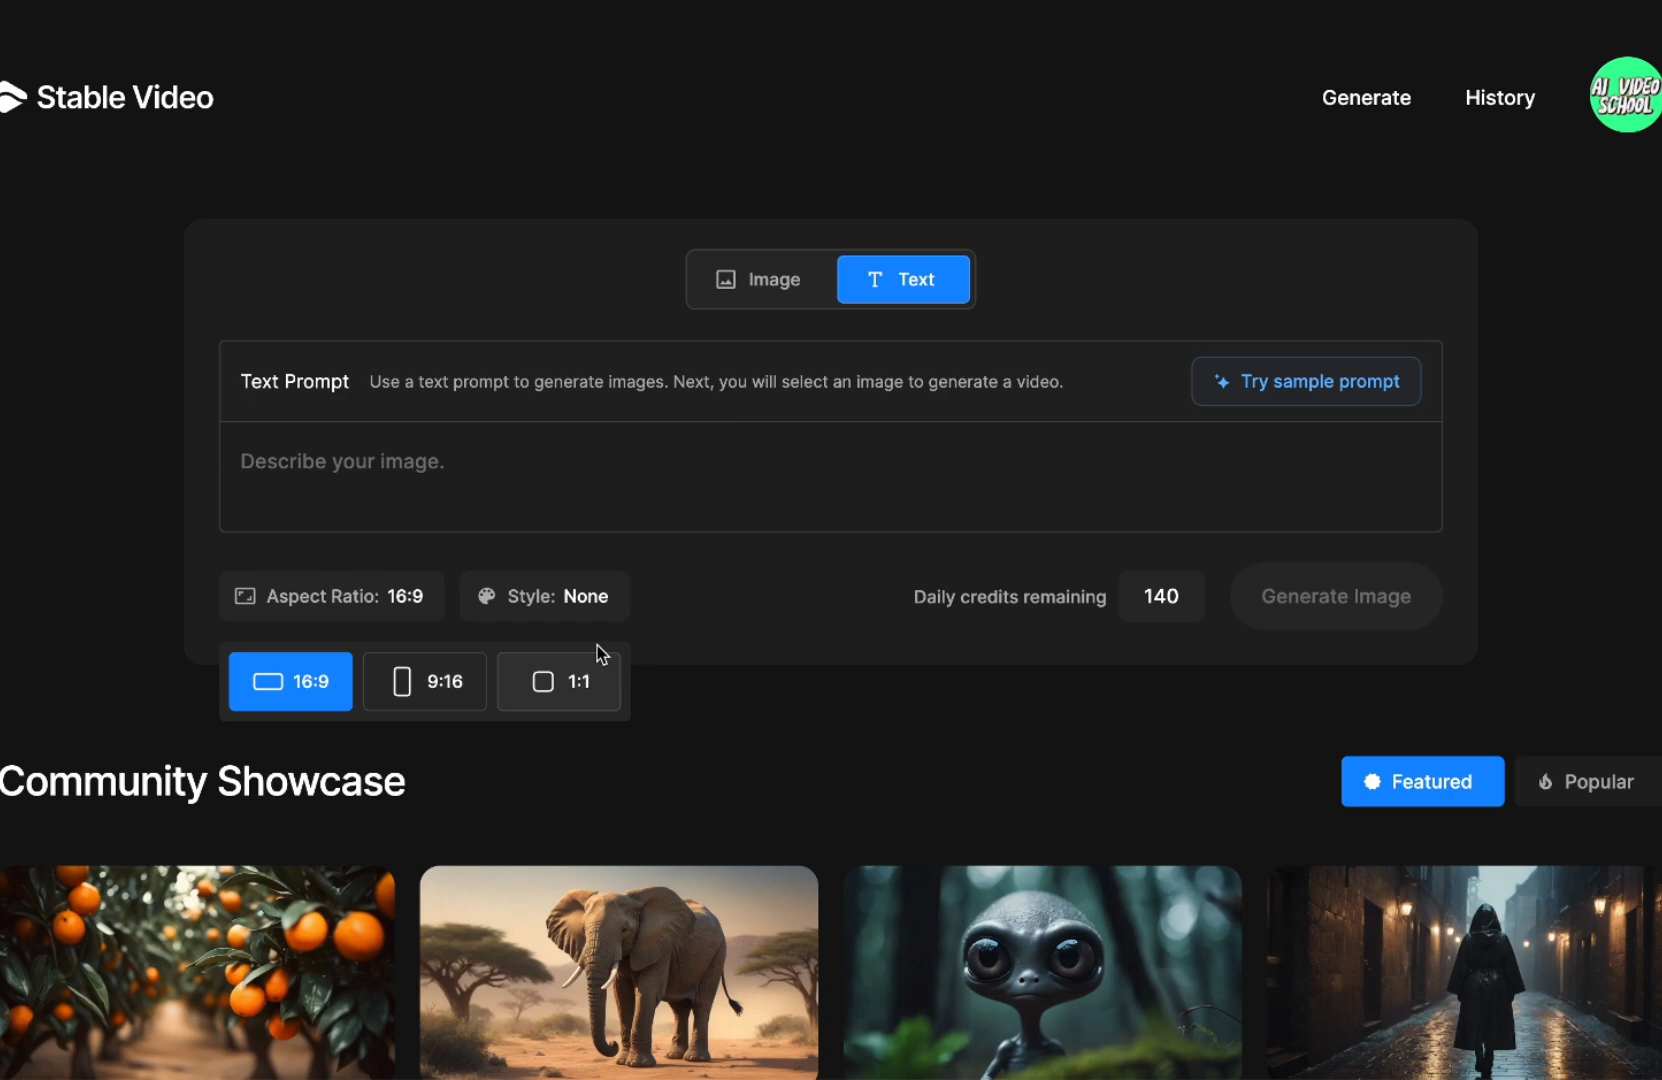 Stable Video
Generate
History
AI VIDEO
SCHOOL
Image
Text
Text Prompt
Use a text prompt to generate images. Next, you will select an image to generate a video.
Try sample prompt
Describe your image.
Aspect Ratio: 16:9
Style: None
Daily credits remaining
140
Generate Image
16:9
9:16
1:1
Community Showcase
Featured
Popular